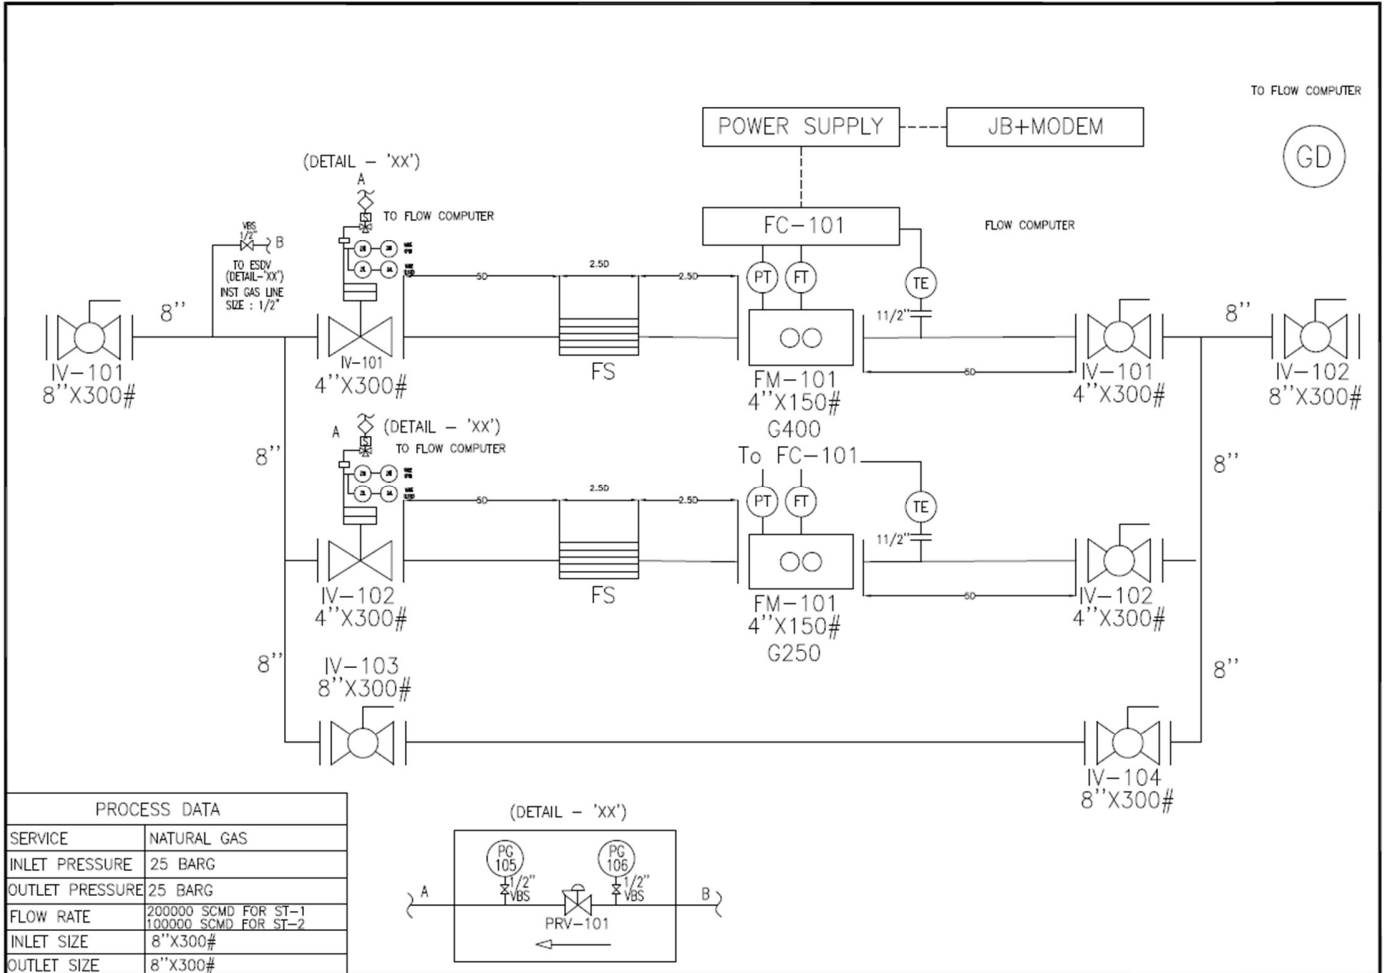 TO FLOW COMPUTER
GD
POWER SUPPLY
JB+MODEM
(DETAIL - 'XX')
A
TO FLOW COMPUTER
FC-101
FLOW COMPUTER
VBS
1/2"
B
TO ESDV
(DETAIL-'XX')
INST GAS LINE
SIZE : 1/2"
S
5D
2.5D
2.5D
PT
FT
TE
11/2"
8''
8''
IV-101
8''X300#
IV-101
4''X300#
FS
FM-101
4''X150#
G400
5D
IV-101
4''X300#
IV-102
8''X300#
A
(DETAIL - 'XX')
S
TO FLOW COMPUTER
To FC-101
8''
8''
5D
2.5D
2.5D
PT
FT
TE
11/2"
IV-102
4''X300#
FS
FM-101
4''X150#
G250
5D
IV-102
4''X300#
8''
8''
IV-103
8''X300#
IV-104
8''X300#
PROCESS DATA
SERVICE NATURAL GAS
INLET PRESSURE 25 BARG
OUTLET PRESSURE 25 BARG
FLOW RATE 200000 SCMD FOR ST-1
100000 SCMD FOR ST-2
INLET SIZE 8"X300#
OUTLET SIZE 8"X300#
(DETAIL - 'XX')
PG
105
PG
106
1/2"
VBS
1/2"
VBS
A
B
PRV-101